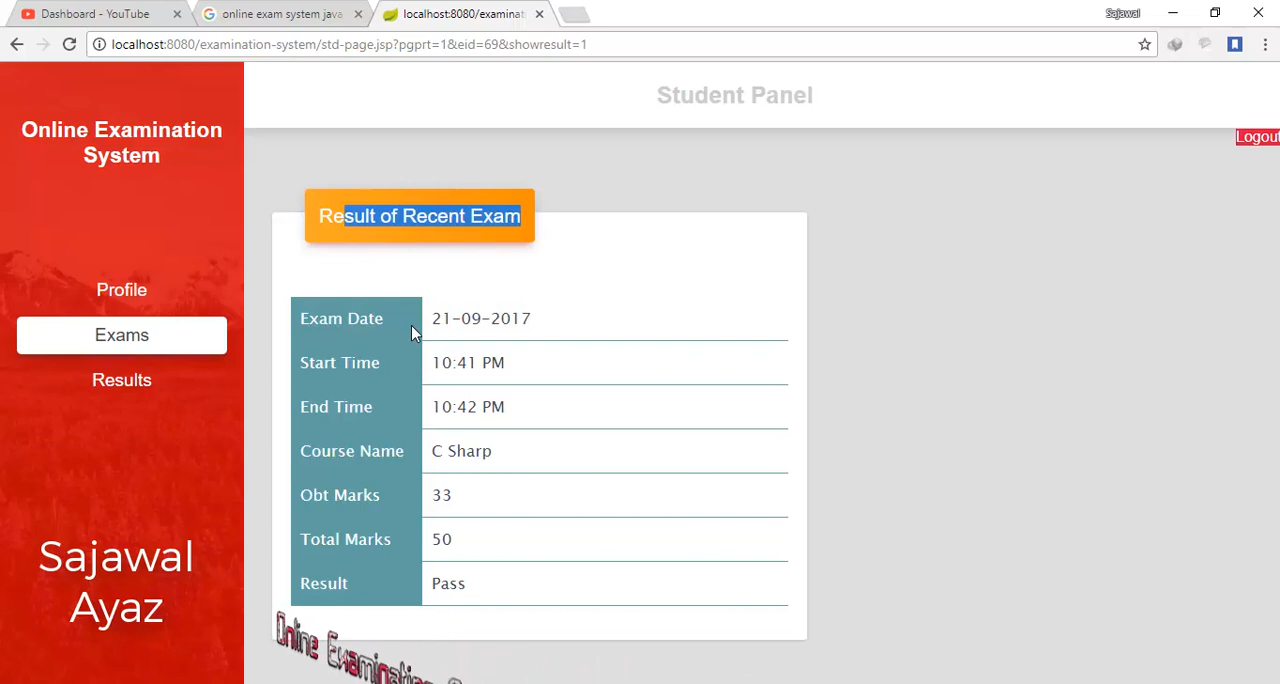 Dashboard - YouTube
online exam system java
localhost:8080/examinat
Sajawal
localhost:8080/examination-system/std-page.jsp?pgprt=1&eid=69&showresult=1
Student Panel
Online Examination
System
Logout
Result of Recent Exam
Profile
Exams
Results
Exam Date 21-09-2017
Start Time 10:41 PM
End Time 10:42 PM
Course Name C Sharp
Obt Marks 33
Total Marks 50
Result Pass
Sajawal
Ayaz
Online Examination